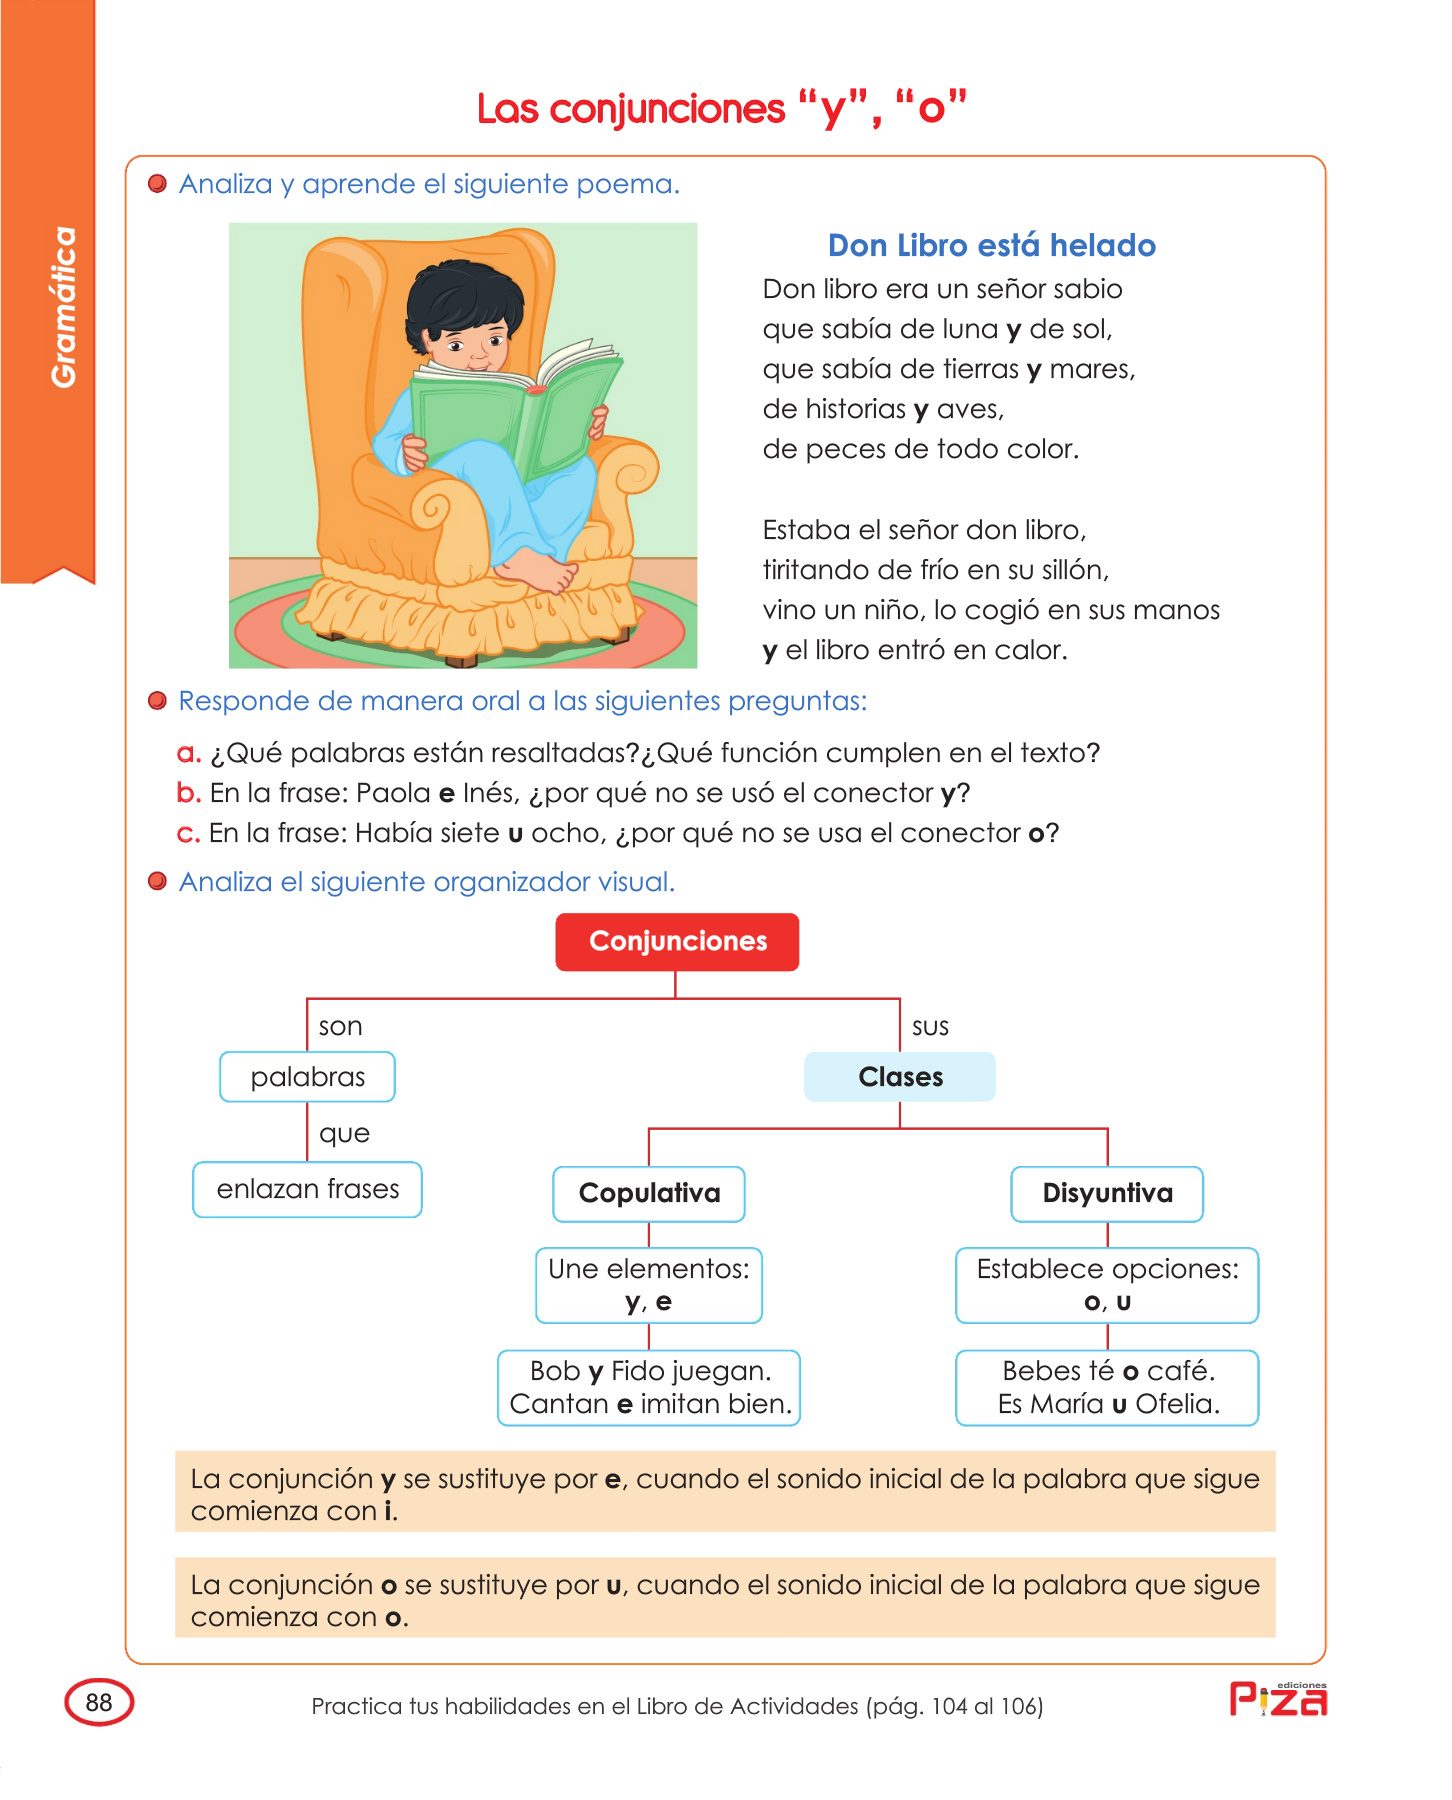 Gramática
Las conjunciones “y”, “o”
Analiza y aprende el siguiente poema.
Don Libro está helado
Don libro era un señor sabio
que sabía de luna y de sol,
que sabía de tierras y mares,
de historias y aves,
de peces de todo color.
Estaba el señor don libro,
tiritando de frío en su sillón,
vino un niño, lo cogió en sus manos
y el libro entró en calor.
Responde de manera oral a las siguientes preguntas:
a. ¿Qué palabras están resaltadas?¿Qué función cumplen en el texto?
b. En la frase: Paola e Inés, ¿por qué no se usó el conector y?
c. En la frase: Había siete u ocho, ¿por qué no se usa el conector o?
Analiza el siguiente organizador visual.
Conjunciones
son
sus
palabras
Clases
que
enlazan frases
Copulativa
Disyuntiva
Une elementos:
y, e
Establece opciones:
o, u
Bob y Fido juegan.
Cantan e imitan bien.
Bebes té o café.
Es María u Ofelia.
La conjunción y se sustituye por e, cuando el sonido inicial de la palabra que sigue
comienza con i.
La conjunción o se sustituye por u, cuando el sonido inicial de la palabra que sigue
comienza con o.
88
Practica tus habilidades en el Libro de Actividades (pág. 104 al 106)
ediciones
Piza